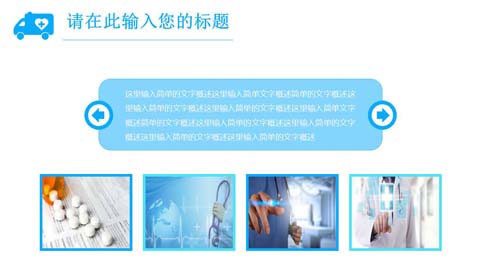 请在此输入您的标题
这里输入简单的文字概述这里输入简单文字概述简单的文字概述这
里输入简单的文字概述这里输入简单的文字概述这里输入简单文字
概述简单的文字概述这里输入简单的文字概述这里输入简单的文字
概述这里输入简单的文字概述这里输入简单的文字概述